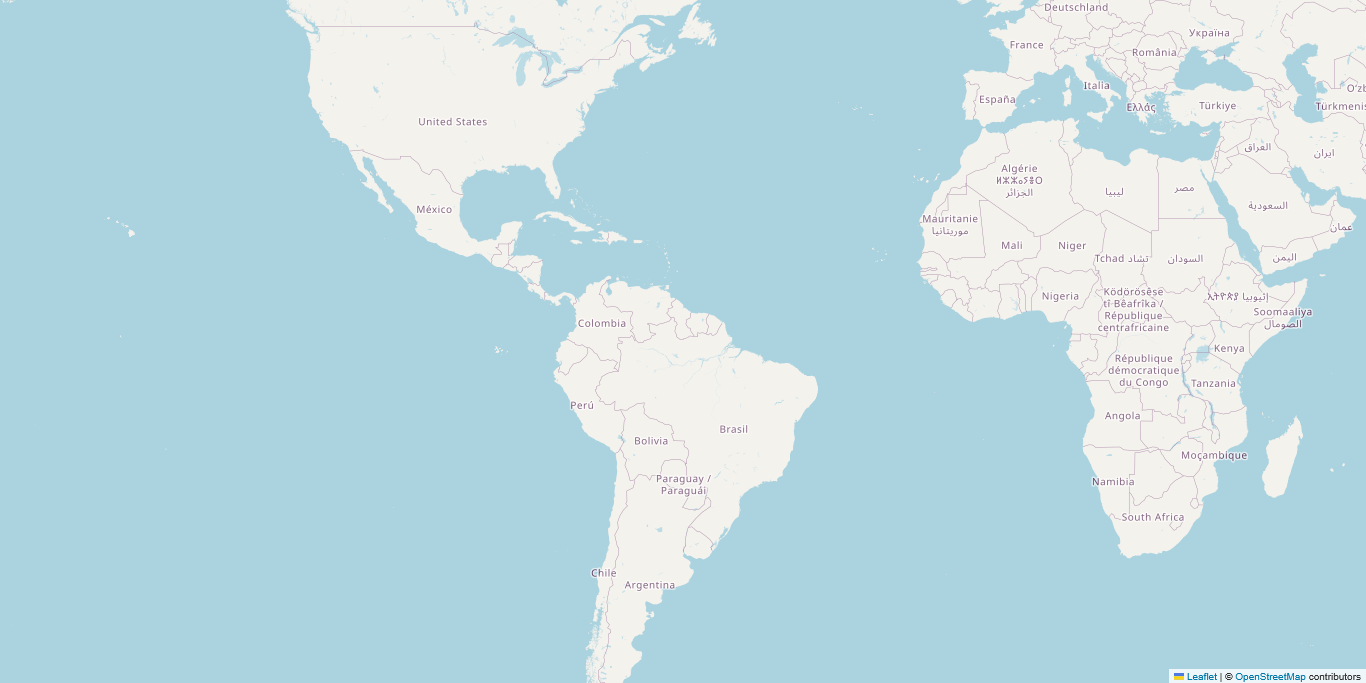 Deutschland
Україна
France
România
Italia
Oʻzb
España
Ελλάς
Türkiye
Türkmenis
United States
العراق
ایران
Algérie
ⵍⵣⵣⴰⵢⴻⵔ
الجزائر
ليبيا
مصر
السعودية
México
Mauritanie
موريتانيا
عمان
Mali
Niger
Tchad تشاد
السودان
اليمن
Nigeria
Ködörösêse
tî Bêafrîka /
République
centrafricaine
ኢትዮጵያ إثيوبيا
Soomaaliya
الصومال
Colombia
Kenya
République
démocratique
du Congo
Tanzania
Perú
Angola
Brasil
Bolivia
Moçambique
Paraguay /
Paraguái
Namibia
South Africa
Chile
Argentina
Leaflet | © OpenStreetMap contributors